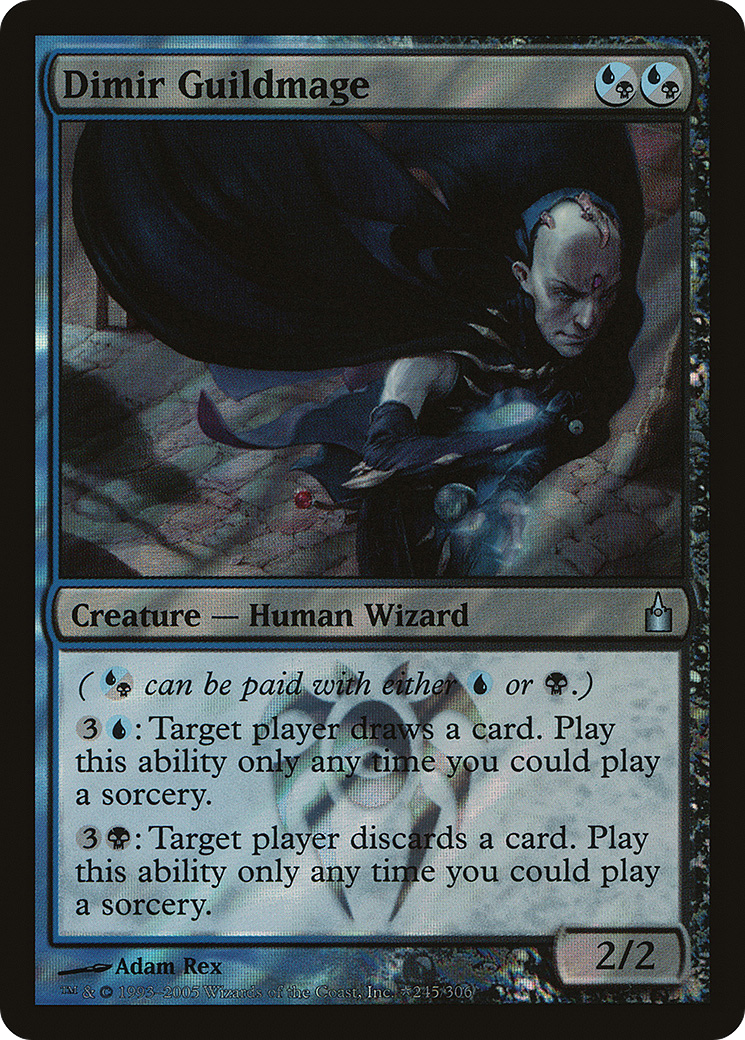 Dimir Guildmage
Creature — Human Wizard
( can be paid with either or .)
3 : Target player draws a card. Play
this ability only any time you could play
a sorcery.
3 : Target player discards a card. Play
this ability only any time you could play
a sorcery.
2/2
Adam Rex
™ & © 1993–2005 Wizards of the Coast, Inc. ★245/306